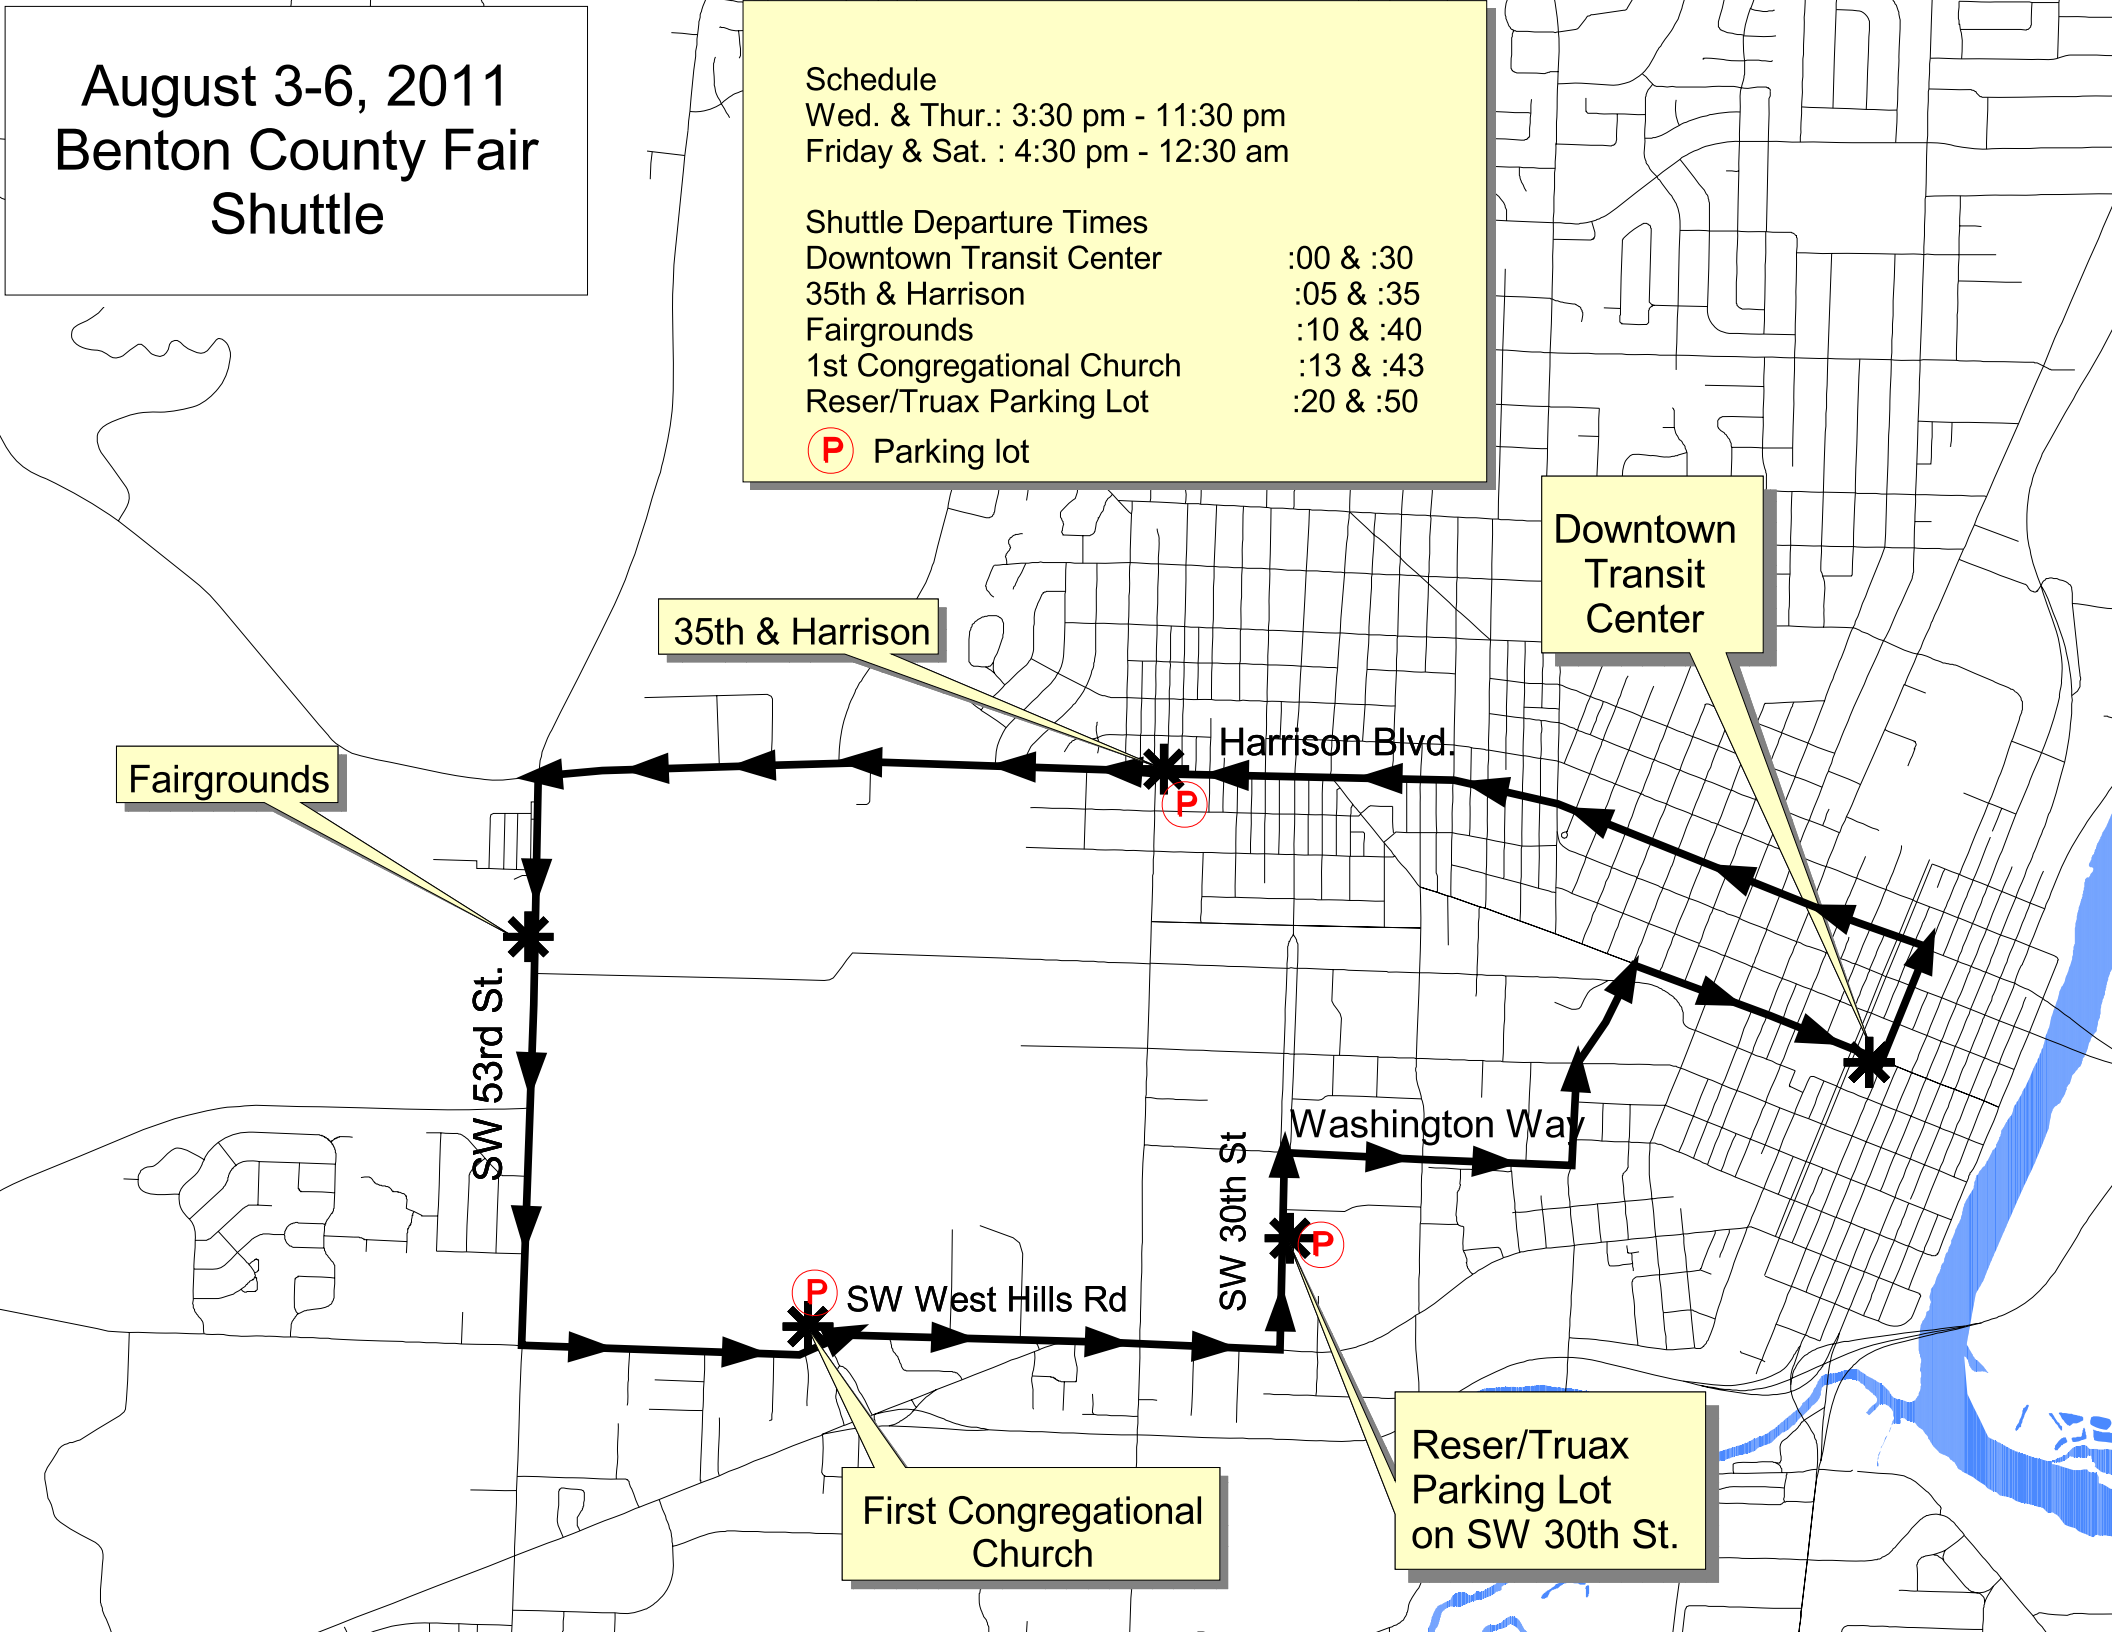 August 3-6, 2011
Benton County Fair
Shuttle
Schedule
Wed. & Thur.: 3:30 pm - 11:30 pm
Friday & Sat. : 4:30 pm - 12:30 am
Shuttle Departure Times
Downtown Transit Center :00 & :30
35th & Harrison :05 & :35
Fairgrounds :10 & :40
1st Congregational Church :13 & :43
Reser/Truax Parking Lot :20 & :50
P Parking lot
Downtown
Transit
Center
35th & Harrison
Harrison Blvd.
Fairgrounds
P
SW 53rd St.
Washington Way
SW 30th St
P
P
SW West Hills Rd
First Congregational
Church
Reser/Truax
Parking Lot
on SW 30th St.